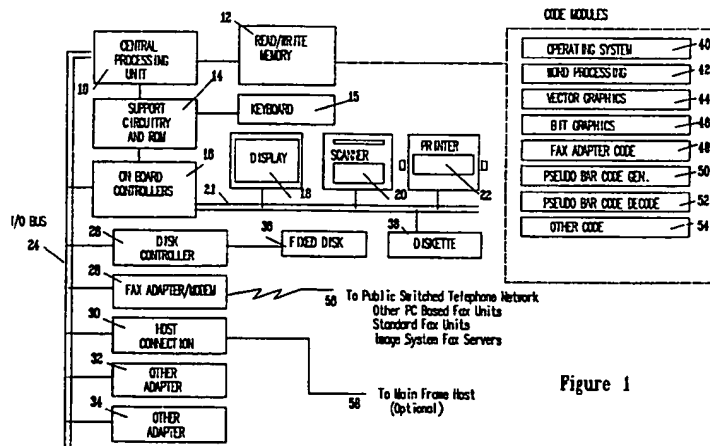 CODE MODULES
CENTRAL
PROCESSING
UNIT
10
12
READ/WRITE
MEMORY
14
SUPPORT
CIRCUITRY
AND ROM
KEYBOARD
15
ON BOARD
CONTROLLERS
16
DISPLAY
18
SCANNER
20
PRINTER
22
21
I/O BUS
24
26
DISK
CONTROLLER
36
FIXED DISK
38
DISKETTE
28
FAX ADAPTER/MODEM
56
To Public Switched Telephone Network
Other PC Based Fax Units
Standard Fax Units
Image System Fax Servers
30
HOST
CONNECTION
58
To Main Frame Host
(Optional)
32
OTHER
ADAPTER
34
OTHER
ADAPTER
OPERATING SYSTEM
40
WORD PROCESSING
42
VECTOR GRAPHICS
44
BIT GRAPHICS
46
FAX ADAPTER CODE
48
PSEUDO BAR CODE GEN.
50
PSEUDO BAR CODE DECODE
52
OTHER CODE
54
Figure 1